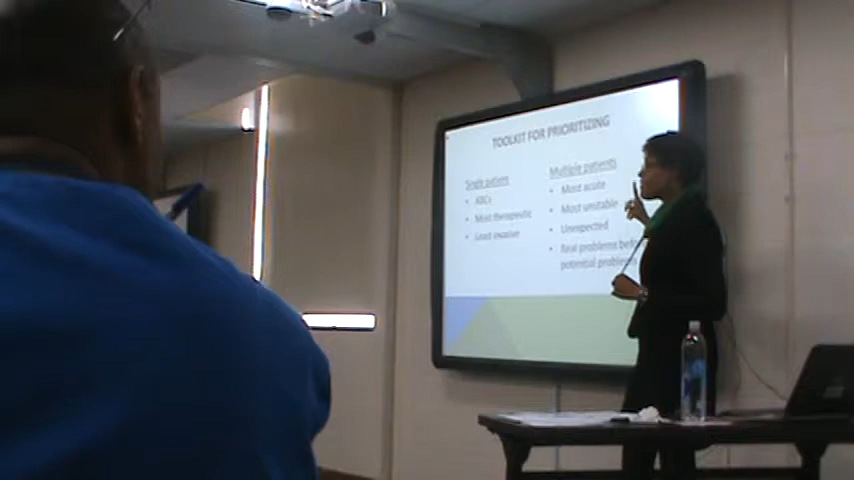 TOOLKIT FOR PRIORITIZING
Single patient
• ABCs
• Most therapeutic
• Least invasive
Multiple patients
• Most acute
• Most unstable
• Unexpected
• Real problems before
potential problems